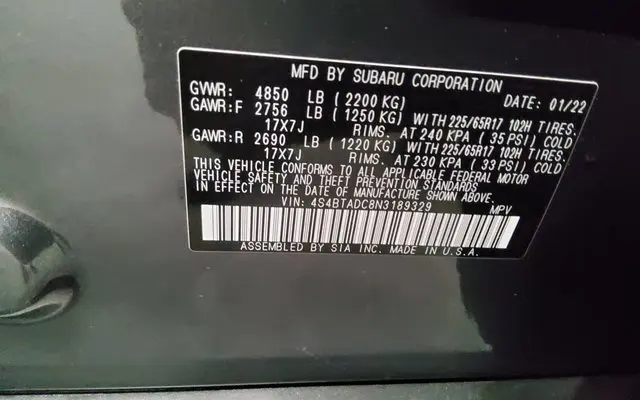 MFD BY SUBARU CORPORATION
GVWR: 4850 LB (2200 KG) DATE: 01/22
GAWR:F 2756 LB (1250 KG) WITH 225/65R17 102H TIRES.
17X7J RIMS. AT 240 KPA (35 PSI) COLD
GAWR:R 2690 LB (1220 KG) WITH 225/65R17 102H TIRES.
17X7J RIMS. AT 230 KPA (33 PSI) COLD
THIS VEHICLE CONFORMS TO ALL APPLICABLE FEDERAL MOTOR
VEHICLE SAFETY AND THEFT PREVENTION STANDARDS
IN EFFECT ON THE DATE OF MANUFACTURE SHOWN ABOVE.
VIN: 4S4BTADC8N3189329 MPV
ASSEMBLED BY SIA INC. MADE IN U.S.A.